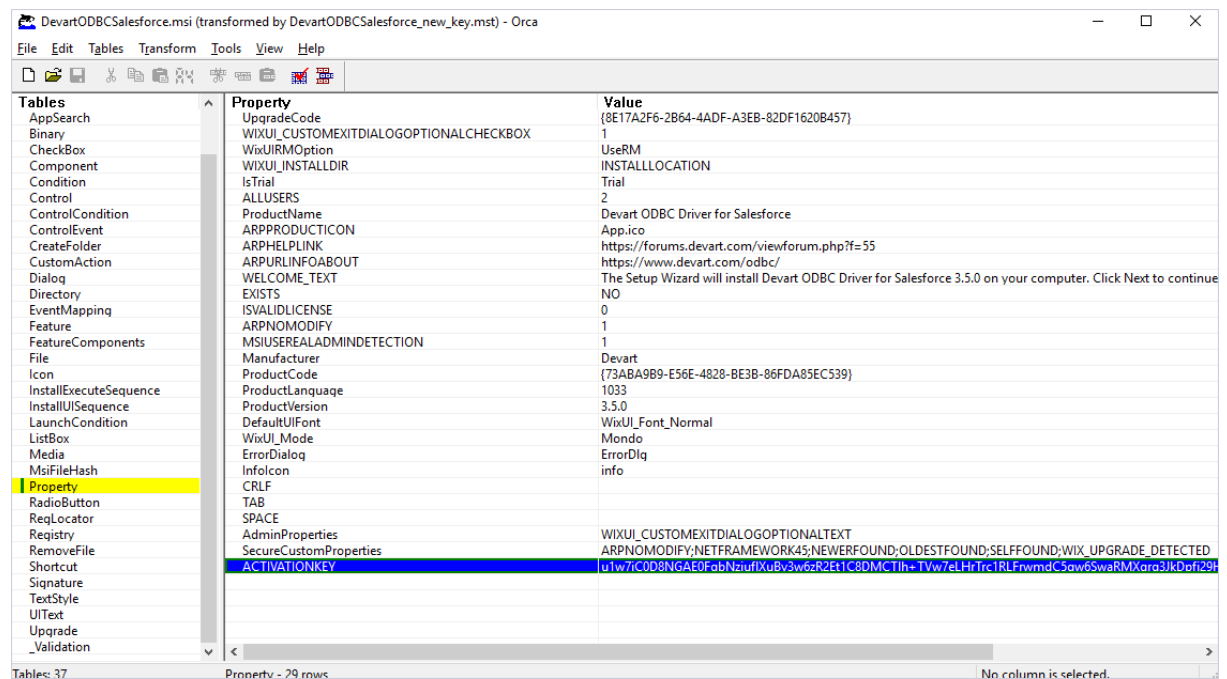 DevartODBCSalesforce.msi (transformed by DevartODBCSalesforce_new_key.mst) - Orca
File Edit Tables Transform Tools View Help
Tables
AppSearch
Binary
CheckBox
Component
Condition
Control
ControlCondition
ControlEvent
CreateFolder
CustomAction
Dialog
Directory
EventMapping
Feature
FeatureComponents
File
Icon
InstallExecuteSequence
InstallUISequence
LaunchCondition
ListBox
Media
MsiFileHash
Property
RadioButton
RegLocator
Registry
RemoveFile
Shortcut
Signature
TextStyle
UIText
Upgrade
_Validation
Property Value
UpgradeCode {8E17A2F6-2B64-4ADF-A3EB-82DF1620B457}
WIXUI_CUSTOMEXITDIALOGOPTIONALCHECKBOX 1
WixUIRMOption UseRM
WIXUI_INSTALLDIR INSTALLLOCATION
IsTrial Trial
ALLUSERS 2
ProductName Devart ODBC Driver for Salesforce
ARPPRODUCTICON App.ico
ARPHELPLINK https://forums.devart.com/viewforum.php?f=55
ARPURLINFOABOUT https://www.devart.com/odbc/
WELCOME_TEXT The Setup Wizard will install Devart ODBC Driver for Salesforce 3.5.0 on your computer. Click Next to continue
EXISTS NO
ISVALIDLICENSE 0
ARPNOMODIFY 1
MSIUSEREALADMINDETECTION 1
Manufacturer Devart
ProductCode {73ABA9B9-E56E-4828-BE3B-86FDA85EC539}
ProductLanguage 1033
ProductVersion 3.5.0
DefaultUIFont WixUI_Font_Normal
WixUI_Mode Mondo
ErrorDialog ErrorDlg
InfoIcon info
CRLF
TAB
SPACE
AdminProperties WIXUI_CUSTOMEXITDIALOGOPTIONALTEXT
SecureCustomProperties ARPNOMODIFY;NETFRAMEWORK45;NEWERFOUND;OLDESTFOUND;SELFFOUND;WIX_UPGRADE_DETECTED
ACTIVATIONKEY
Tables: 37 Property - 29 rows No column is selected.